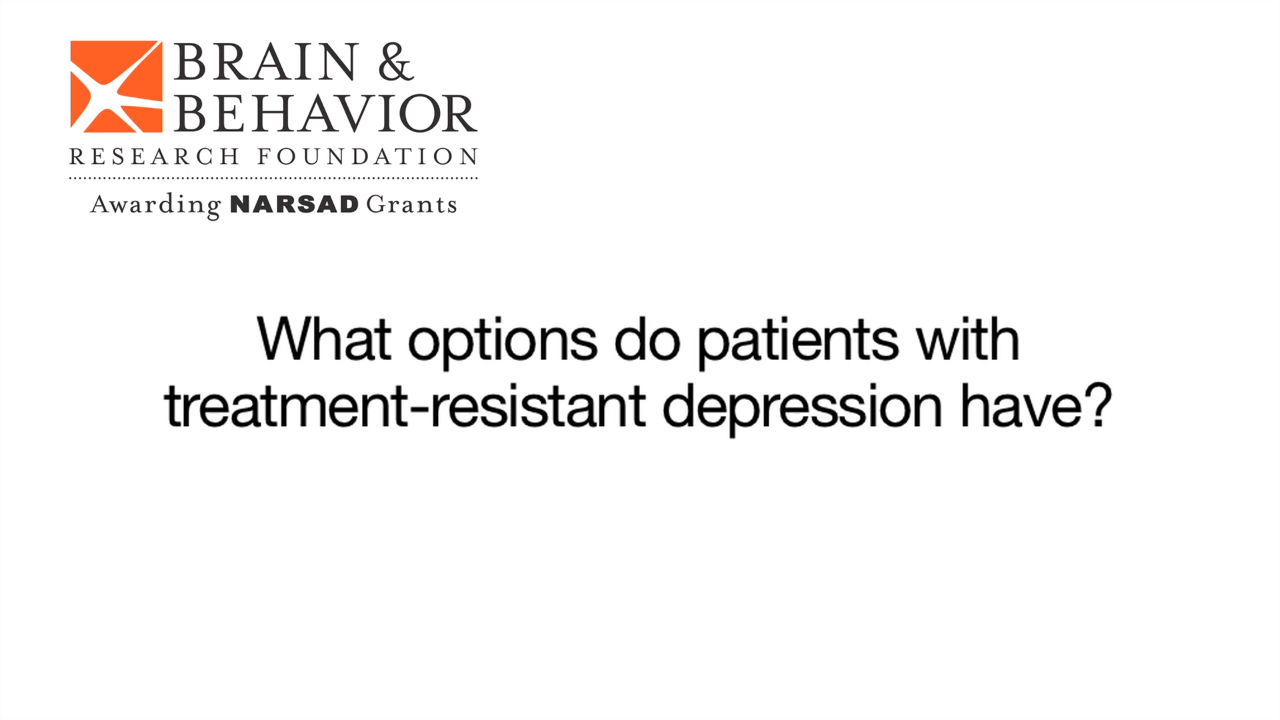 BRAIN &
BEHAVIOR
RESEARCH FOUNDATION
Awarding NARSAD Grants
What options do patients with
treatment-resistant depression have?